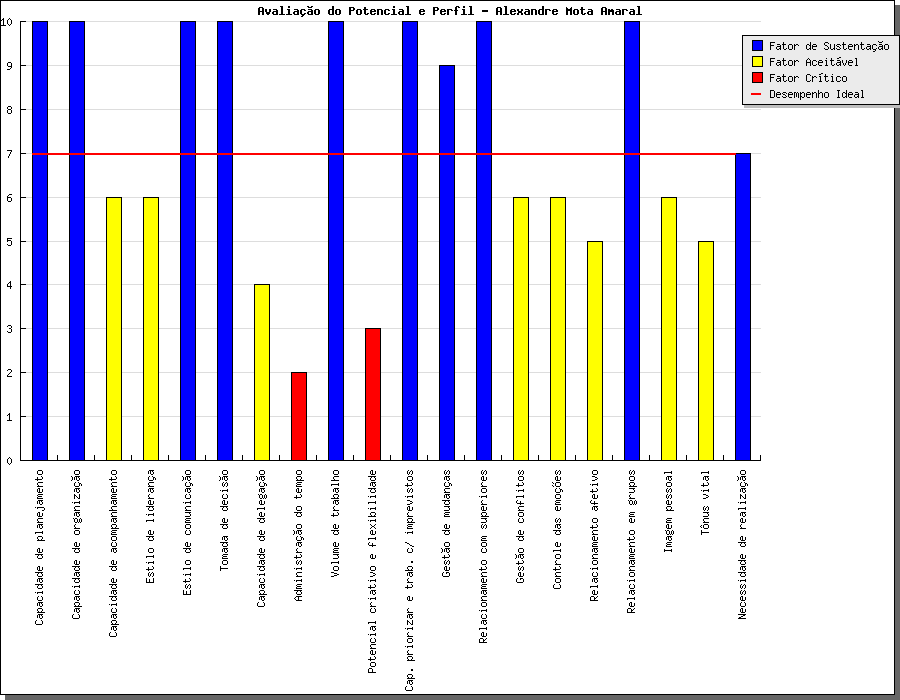 Avaliação do Potencial e Perfil - Alexandre Mota Amaral
Fator de Sustentação
Fator Aceitável
Fator Crítico
Desempenho Ideal
10
9
8
7
6
5
4
3
2
1
0
Capacidade de planejamento
Capacidade de organização
Capacidade de acompanhamento
Estilo de liderança
Estilo de comunicação
Tomada de decisão
Capacidade de delegação
Administração do tempo
Volume de trabalho
Potencial criativo e flexibilidade
Cap. priorizar e trab. c/ imprevistos
Gestão de mudanças
Relacionamento com superiores
Gestão de conflitos
Controle das emoções
Relacionamento afetivo
Relacionamento em grupos
Imagem pessoal
Tônus vital
Necessidade de realização